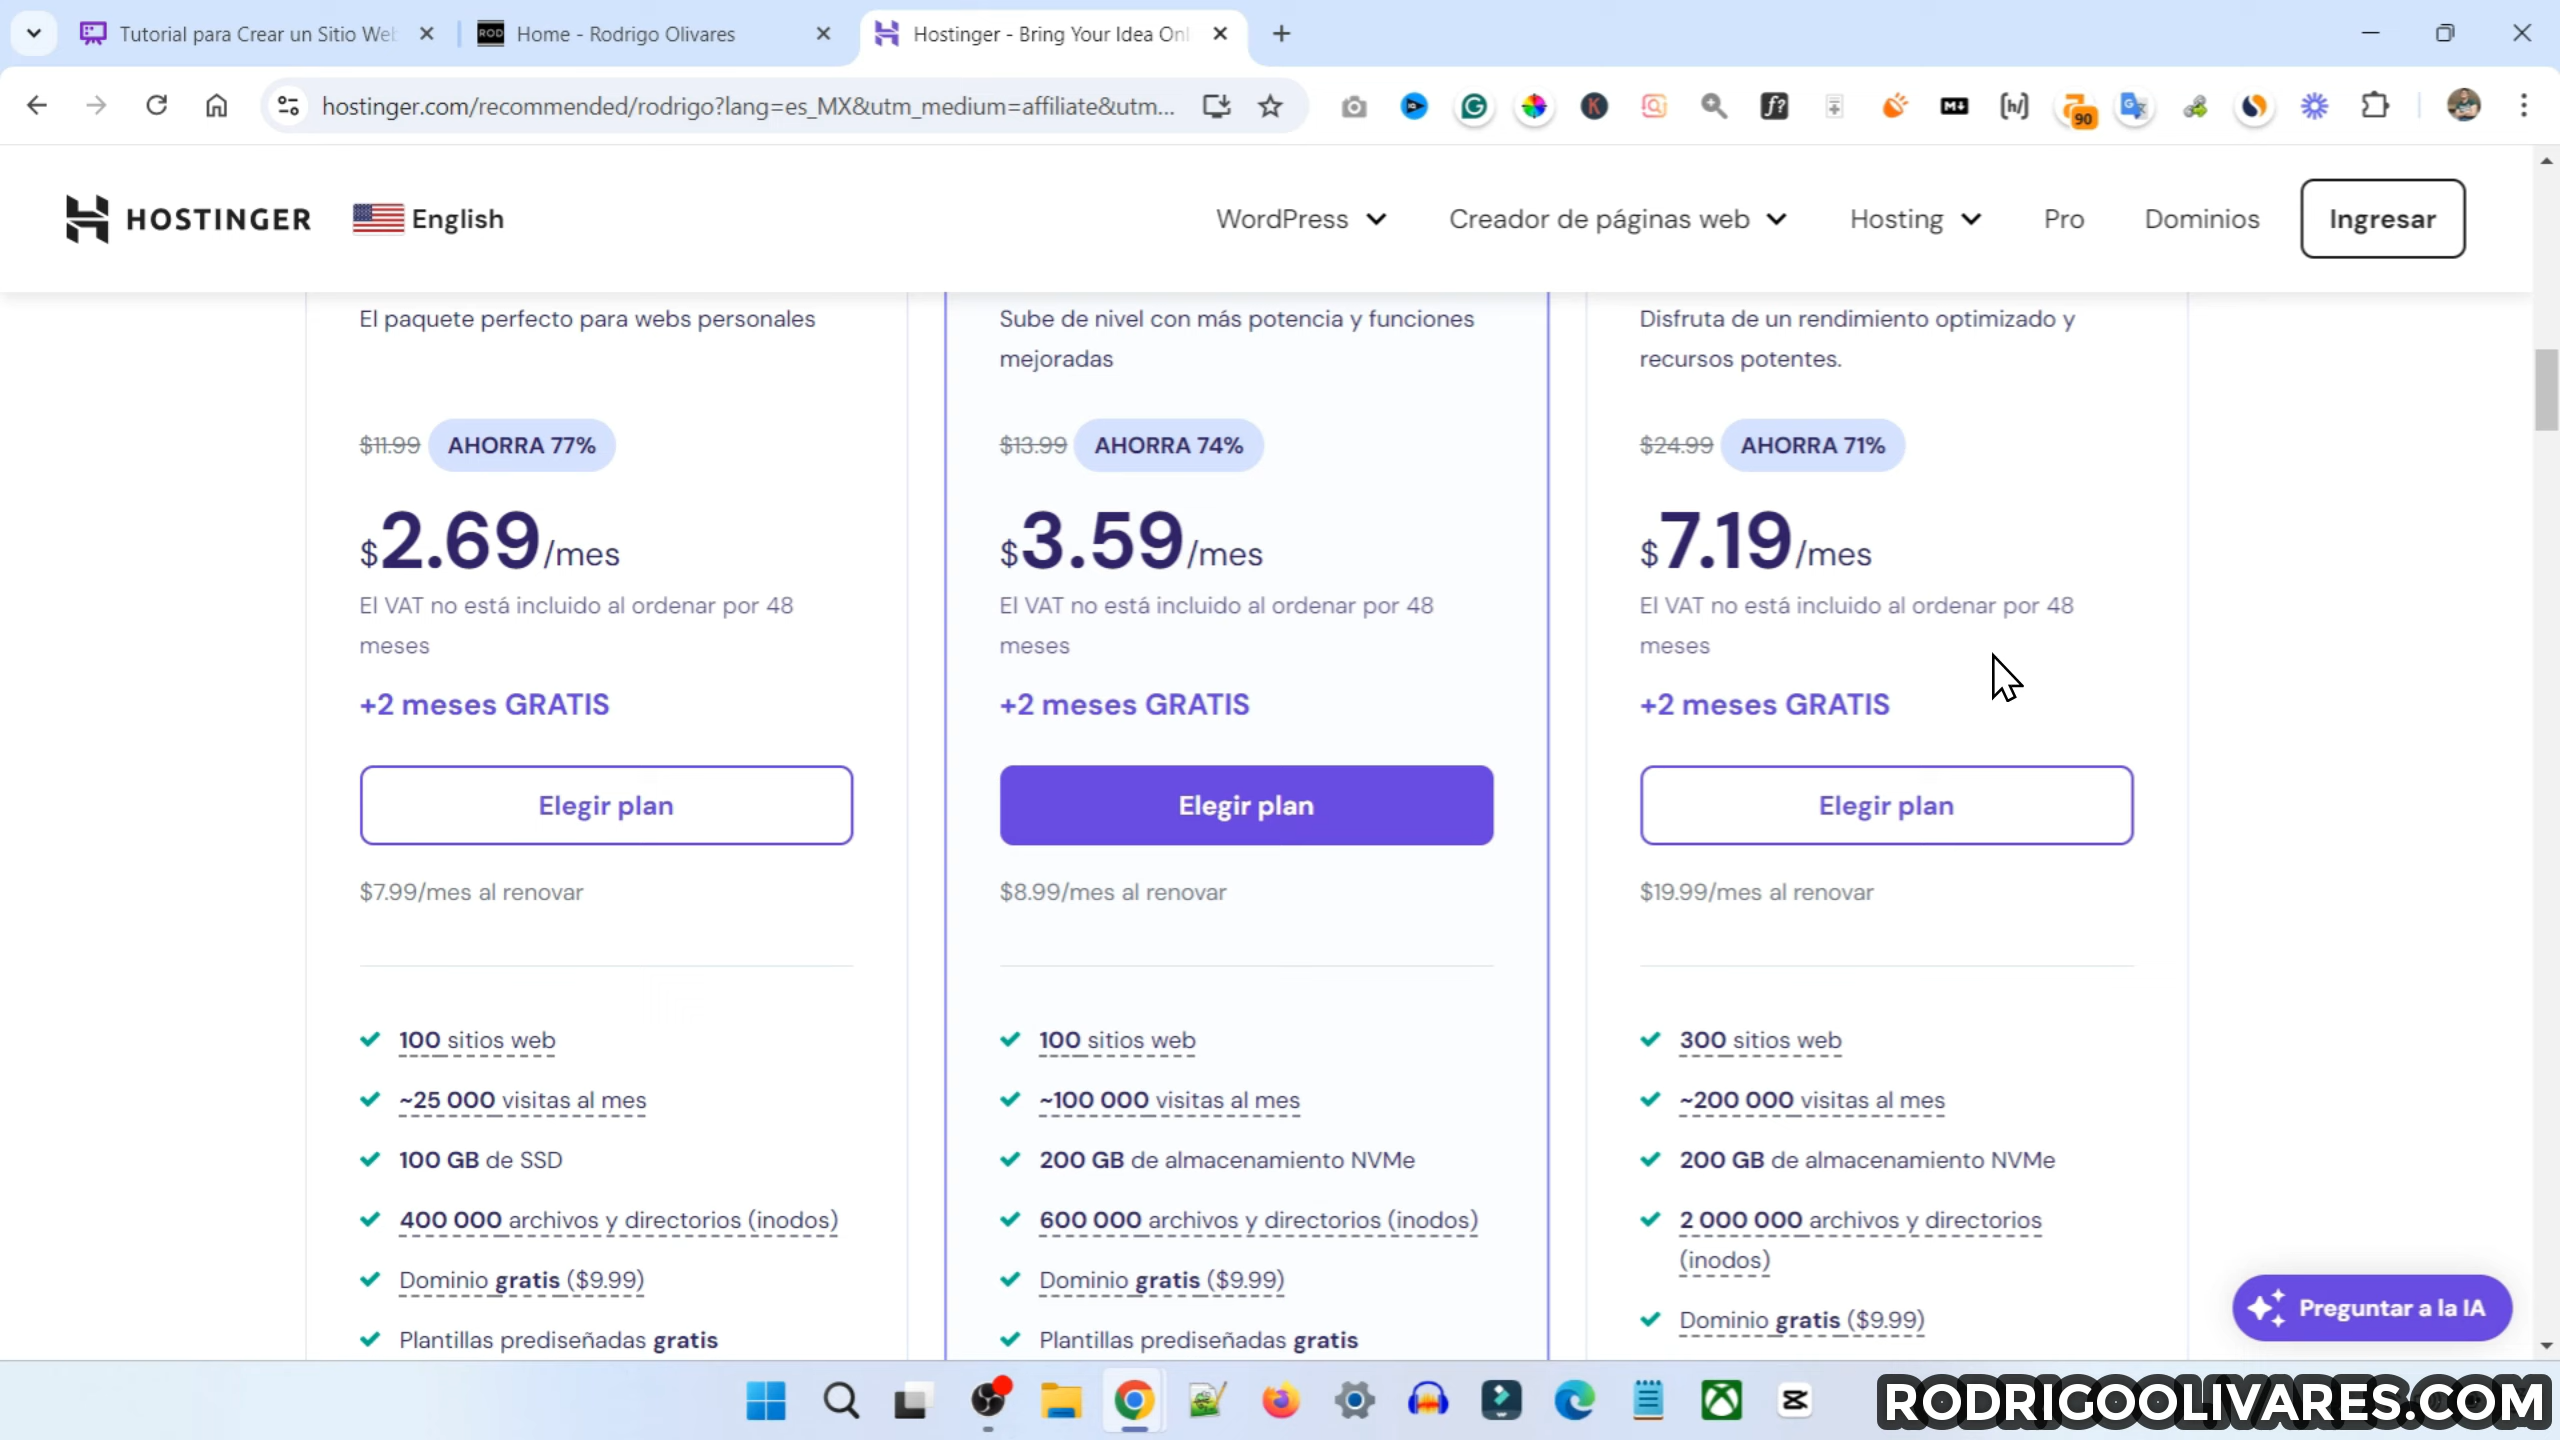 Tutorial para Crear un Sitio Web
Home - Rodrigo Olivares
Hostinger - Bring Your Idea Onl
hostinger.com/recommended/rodrigo?lang=es_MX&utm_medium=affiliate&utm...
90
HOSTINGER
English
WordPress
Creador de páginas web
Hosting
Pro
Dominios
Ingresar
El paquete perfecto para webs personales
$11.99 AHORRA 77%
$2.69/mes
El VAT no está incluido al ordenar por 48
meses
+2 meses GRATIS
Elegir plan
$7.99/mes al renovar
100 sitios web
~25 000 visitas al mes
100 GB de SSD
400 000 archivos y directorios (inodos)
Dominio gratis ($9.99)
Plantillas prediseñadas gratis
Sube de nivel con más potencia y funciones
mejoradas
$13.99 AHORRA 74%
$3.59/mes
El VAT no está incluido al ordenar por 48
meses
+2 meses GRATIS
Elegir plan
$8.99/mes al renovar
100 sitios web
~100 000 visitas al mes
200 GB de almacenamiento NVMe
600 000 archivos y directorios (inodos)
Dominio gratis ($9.99)
Plantillas prediseñadas gratis
Disfruta de un rendimiento optimizado y
recursos potentes.
$24.99 AHORRA 71%
$7.19/mes
El VAT no está incluido al ordenar por 48
meses
+2 meses GRATIS
Elegir plan
$19.99/mes al renovar
300 sitios web
~200 000 visitas al mes
200 GB de almacenamiento NVMe
2 000 000 archivos y directorios
(inodos)
Dominio gratis ($9.99)
Preguntar a la IA
RODRIGOOLIVARES.COM